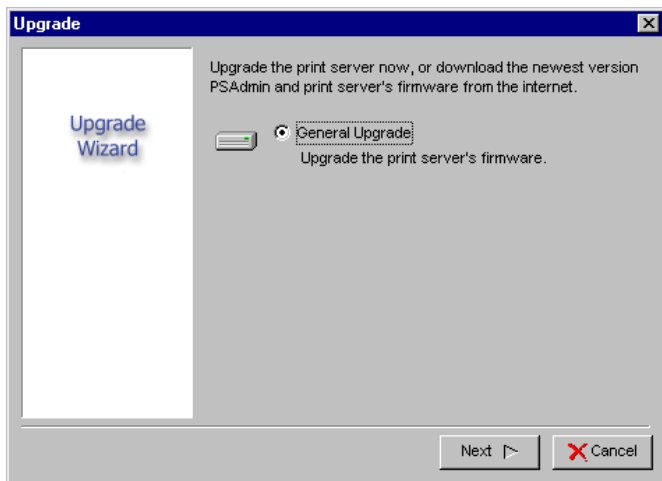 Upgrade
Upgrade
Wizard
Upgrade the print server now, or download the newest version
PSAdmin and print server's firmware from the internet.
General Upgrade
Upgrade the print server's firmware.
Next
Cancel